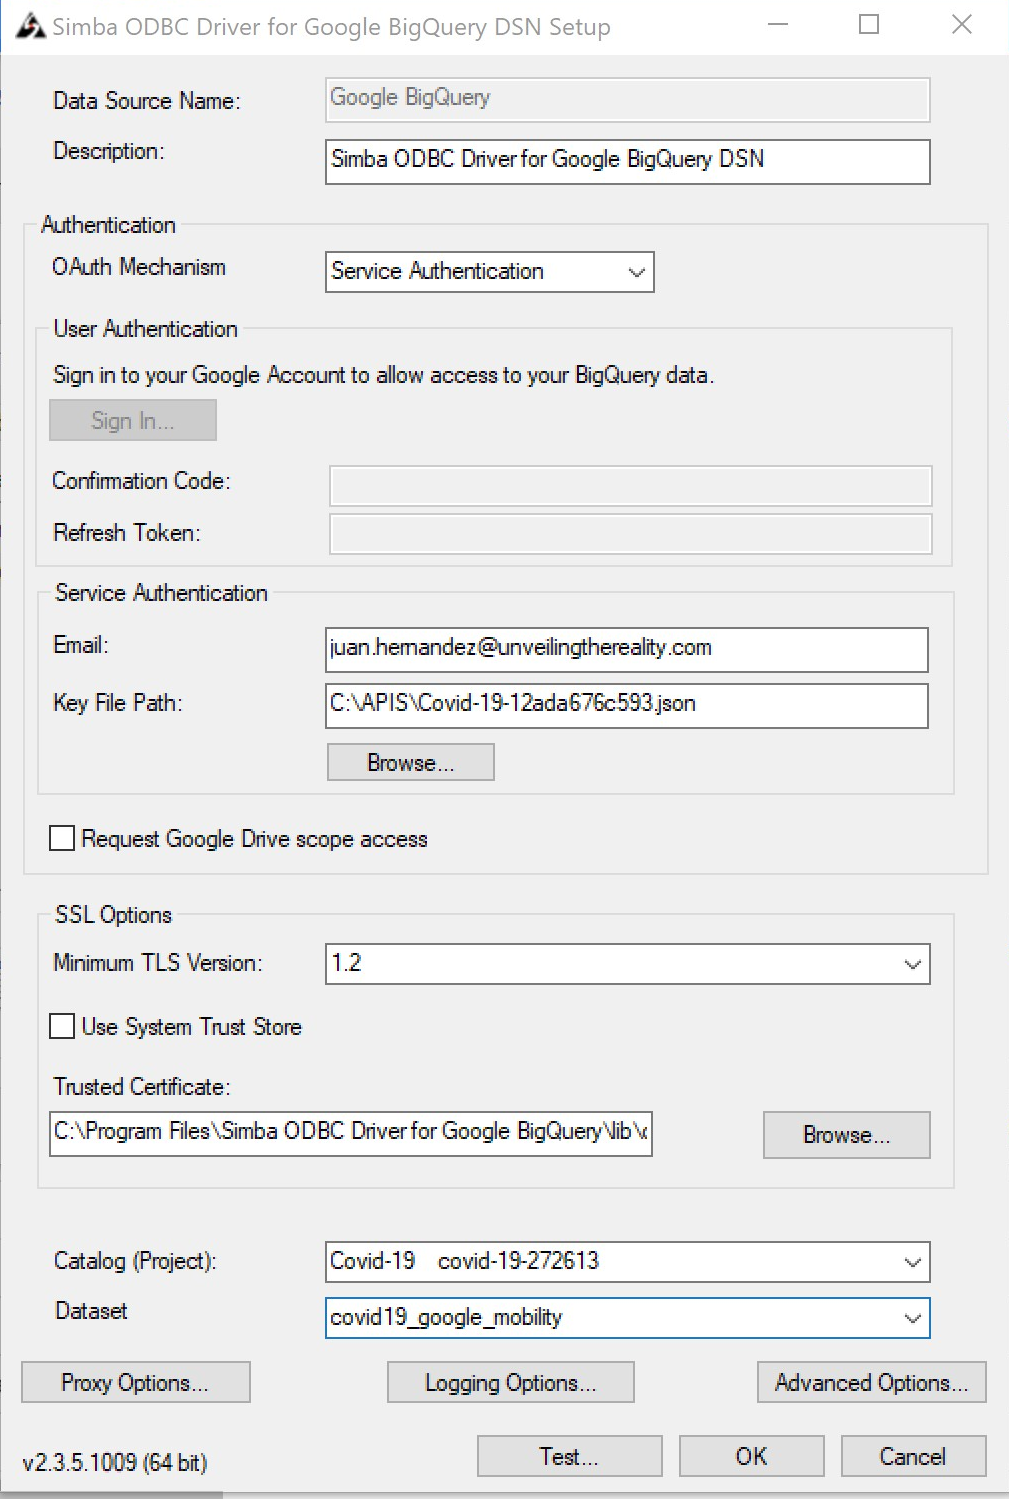 Simba ODBC Driver for Google BigQuery DSN Setup
Data Source Name: Google BigQuery
Description: Simba ODBC Driver for Google BigQuery DSN
Authentication
OAuth Mechanism Service Authentication
User Authentication
Sign in to your Google Account to allow access to your BigQuery data.
Sign In...
Confirmation Code:
Refresh Token:
Service Authentication
Email: juan.hernandez@unveilingthereality.com
Key File Path: C:\APIS\Covid-19-12ada676c593.json
Browse...
Request Google Drive scope access
SSL Options
Minimum TLS Version: 1.2
Use System Trust Store
Trusted Certificate:
C:\Program Files\Simba ODBC Driver for Google BigQuery\lib\ Browse...
Catalog (Project): Covid-19 covid-19-272613
Dataset covid19_google_mobility
Proxy Options... Logging Options... Advanced Options...
v2.3.5.1009 (64 bit) Test... OK Cancel